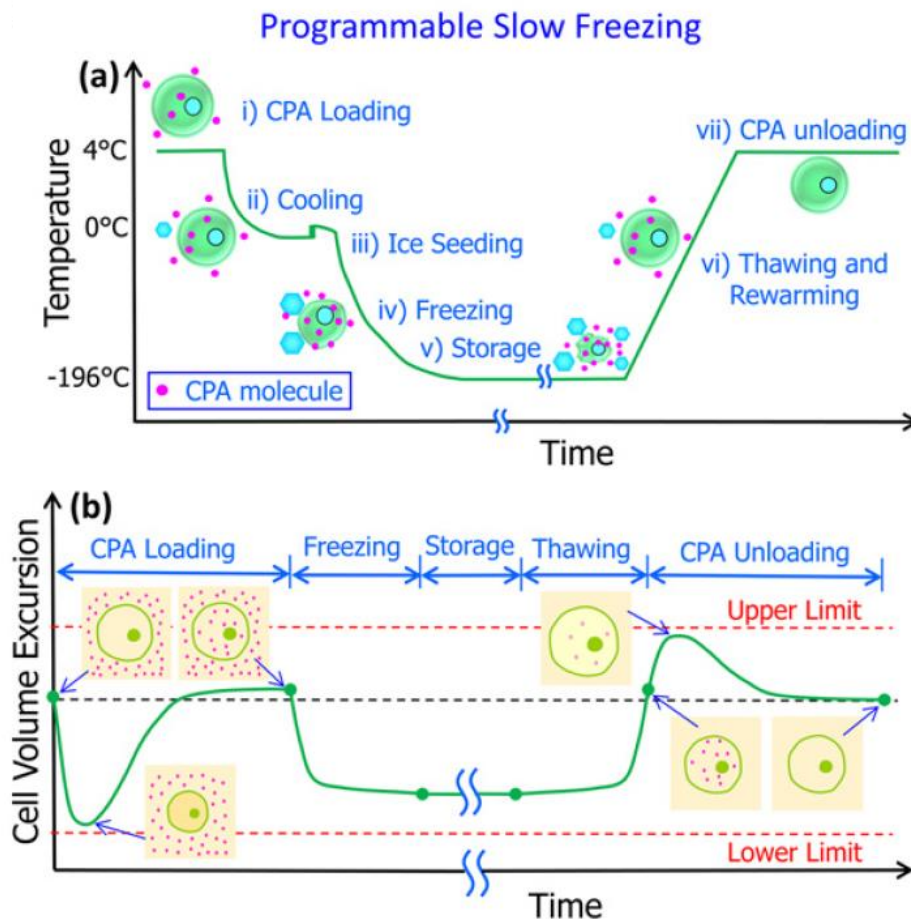 Programmable Slow Freezing
(a)
Temperature
4°C
0°C
-196°C
i) CPA Loading
ii) Cooling
iii) Ice Seeding
iv) Freezing
v) Storage
vi) Thawing and
Rewarming
vii) CPA unloading
CPA molecule
Time
(b)
Cell Volume Excursion
CPA Loading
Freezing
Storage
Thawing
CPA Unloading
Upper Limit
Lower Limit
Time